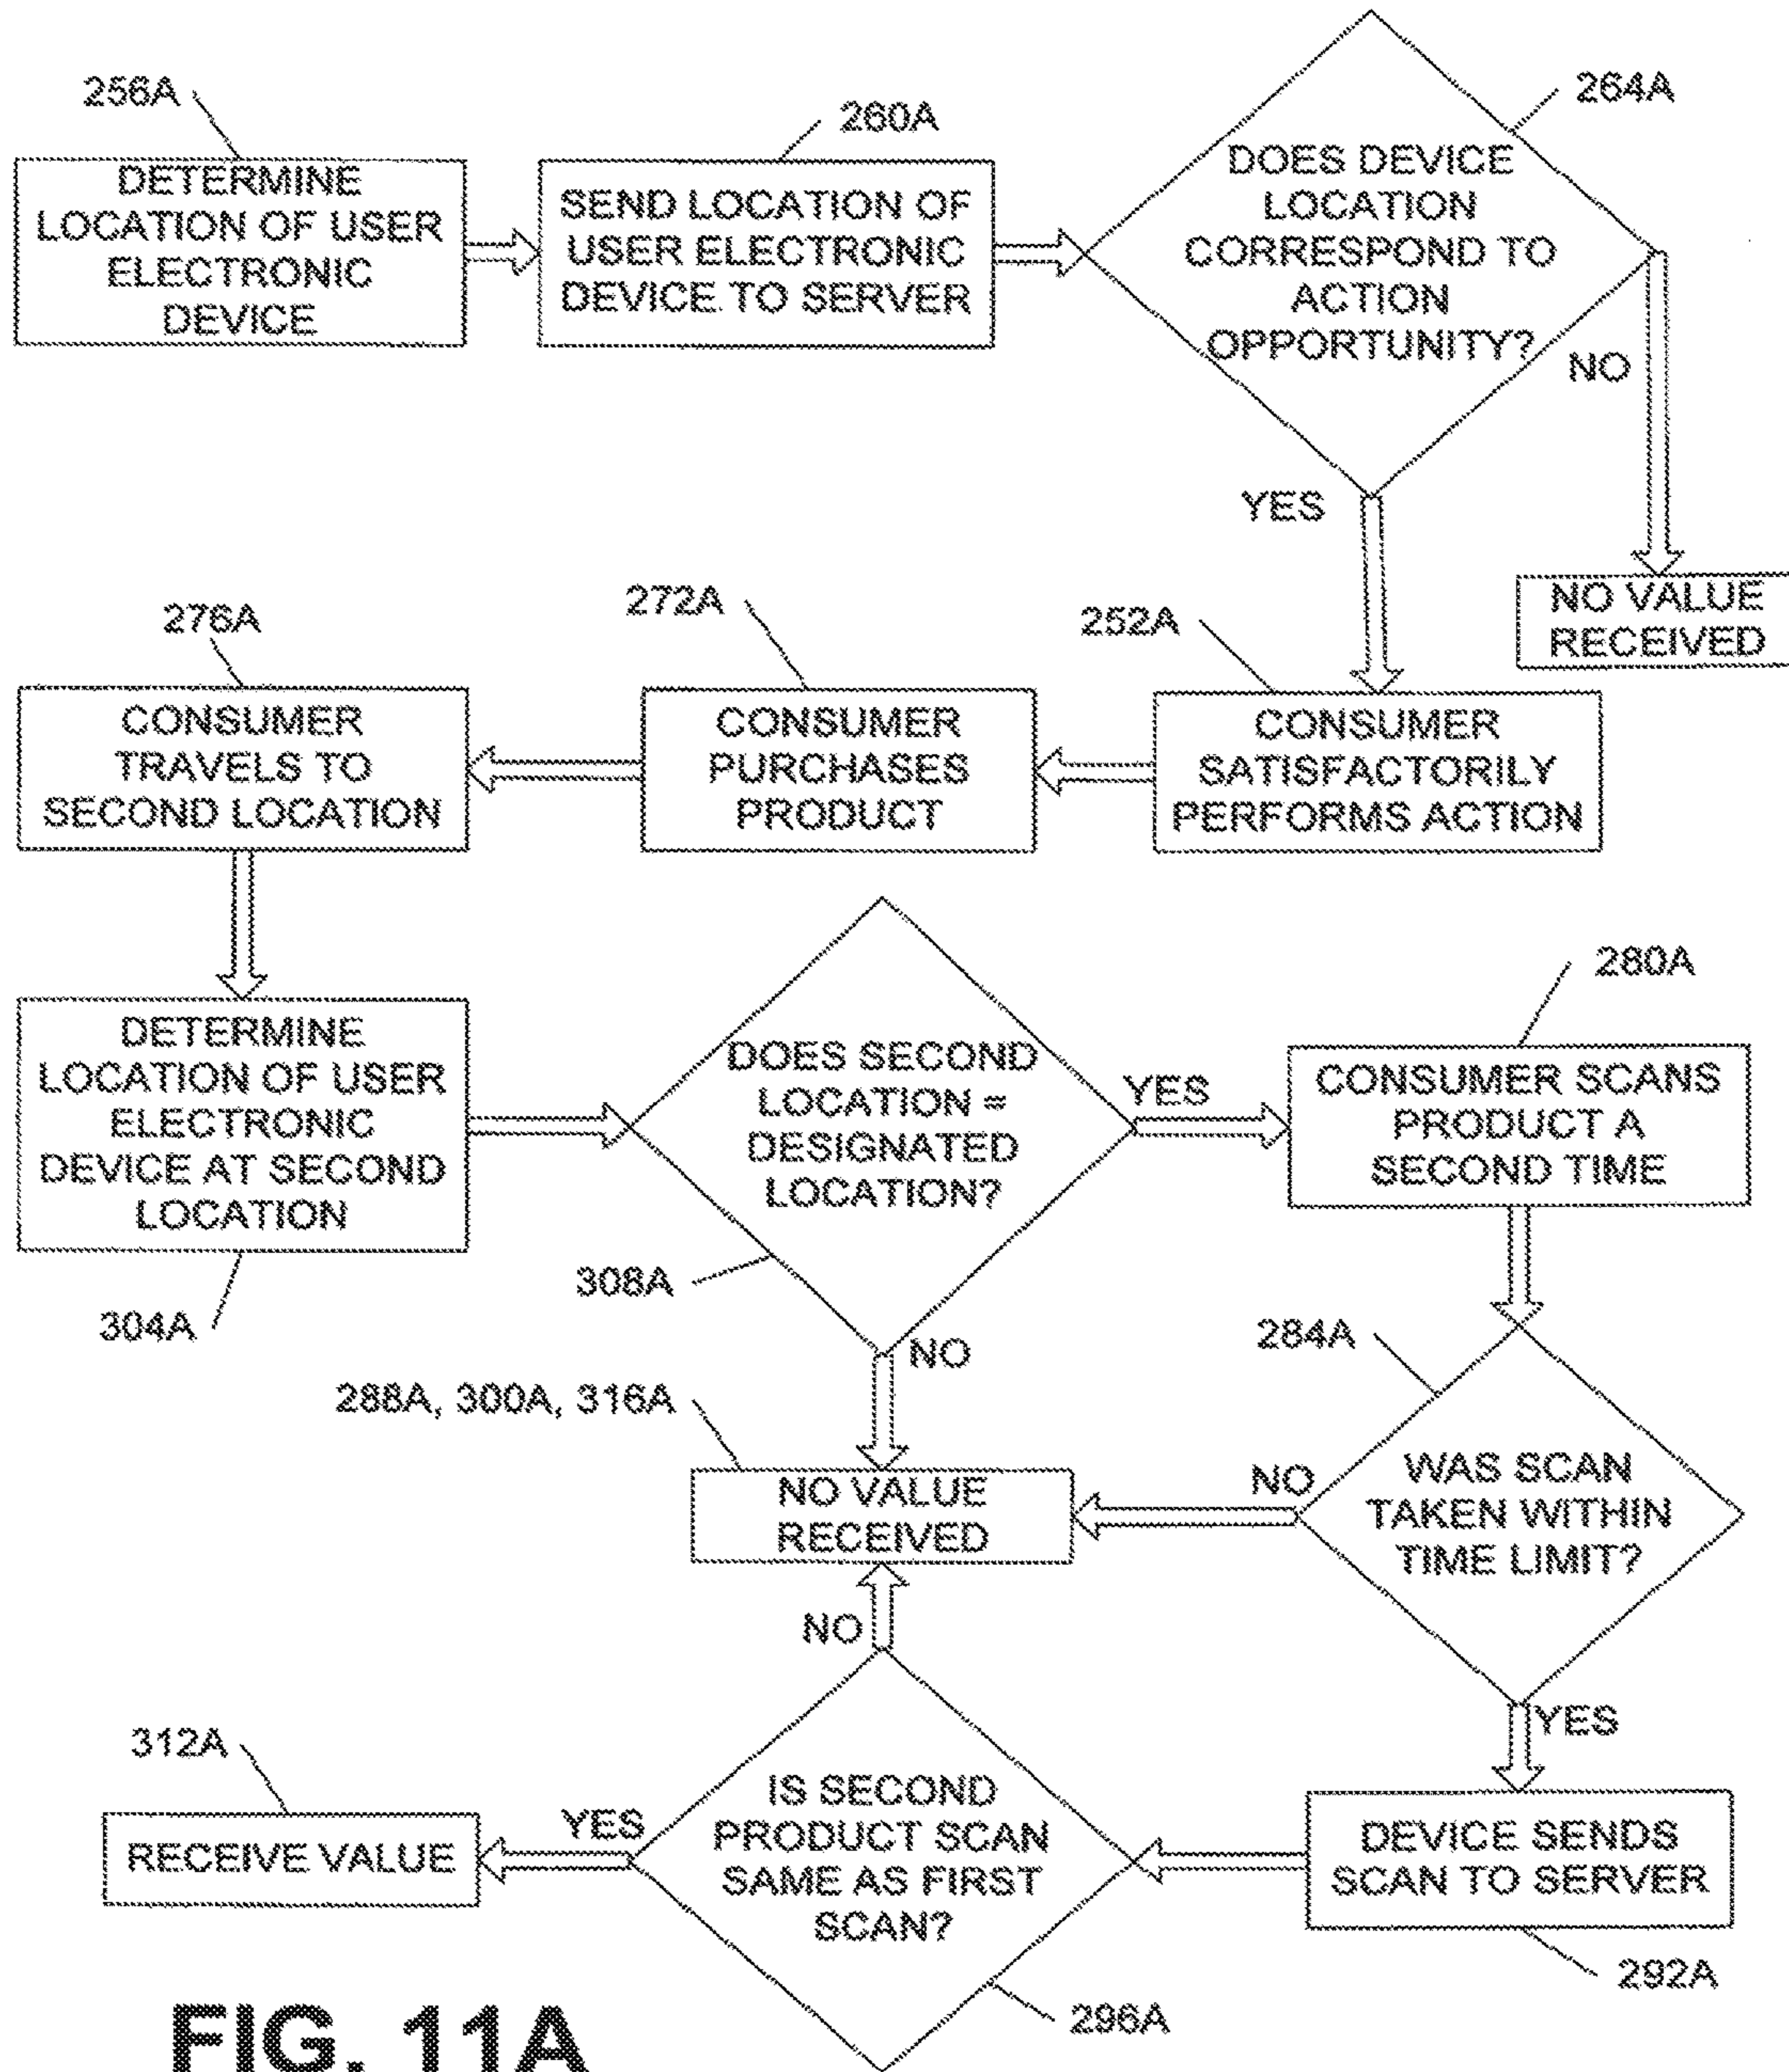 256A
DETERMINE
LOCATION OF USER
ELECTRONIC
DEVICE
260A
SEND LOCATION OF
USER ELECTRONIC
DEVICE TO SERVER
264A
DOES DEVICE
LOCATION
CORRESPOND TO
ACTION
OPPORTUNITY?
NO
YES
NO VALUE
RECEIVED
276A
CONSUMER
TRAVELS TO
SECOND LOCATION
272A
CONSUMER
PURCHASES
PRODUCT
252A
CONSUMER
SATISFACTORILY
PERFORMS ACTION
DETERMINE
LOCATION OF USER
ELECTRONIC
DEVICE AT SECOND
LOCATION
304A
DOES SECOND
LOCATION =
DESIGNATED
LOCATION?
308A
YES
NO
280A
CONSUMER SCANS
PRODUCT A
SECOND TIME
284A
WAS SCAN
TAKEN WITHIN
TIME LIMIT?
NO
YES
288A, 300A, 316A
NO VALUE
RECEIVED
NO
312A
RECEIVE VALUE
YES
IS SECOND
PRODUCT SCAN
SAME AS FIRST
SCAN?
296A
DEVICE SENDS
SCAN TO SERVER
292A
FIG. 11A